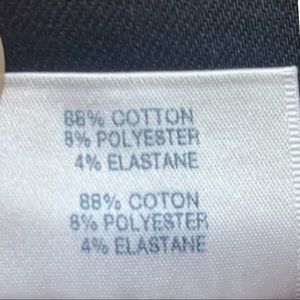 88% COTTON
8% POLYESTER
4% ELASTANE
88% COTON
8% POLYESTER
4% ELASTANE